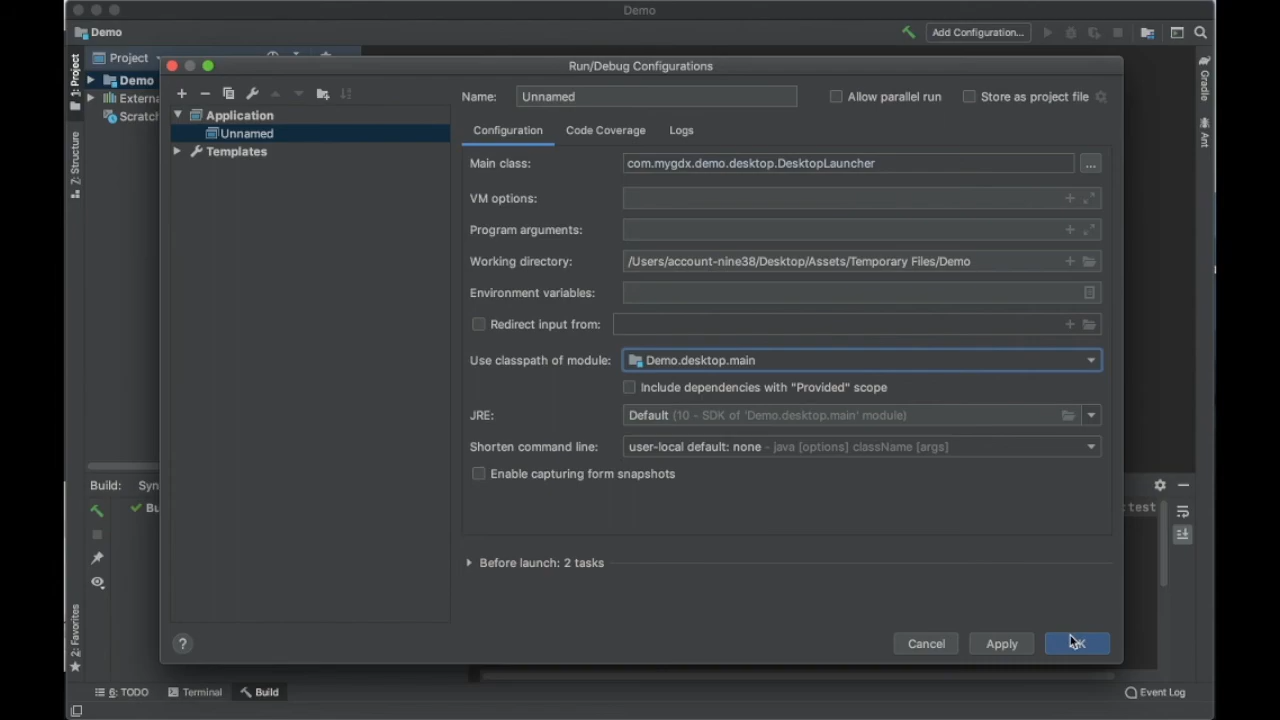 Demo
Demo
Add Configuration...
1: Project
Project
Demo
Externa
Scratch
Z: Structure
2: Favorites
Gradle
Ant
Run/Debug Configurations
Application
Unnamed
Templates
Name: Unnamed
Allow parallel run
Store as project file
Configuration Code Coverage Logs
Main class: com.mygdx.demo.desktop.DesktopLauncher
...
VM options:
Program arguments:
Working directory: /Users/account-nine38/Desktop/Assets/Temporary Files/Demo
Environment variables:
Redirect input from:
Use classpath of module: Demo.desktop.main
Include dependencies with "Provided" scope
JRE: Default (10 - SDK of 'Demo.desktop.main' module)
Shorten command line: user-local default: none - java [options] className [args]
Enable capturing form snapshots
Before launch: 2 tasks
? Cancel Apply
Build: Syn
Bu
:test
6: TODO Terminal Build Event Log